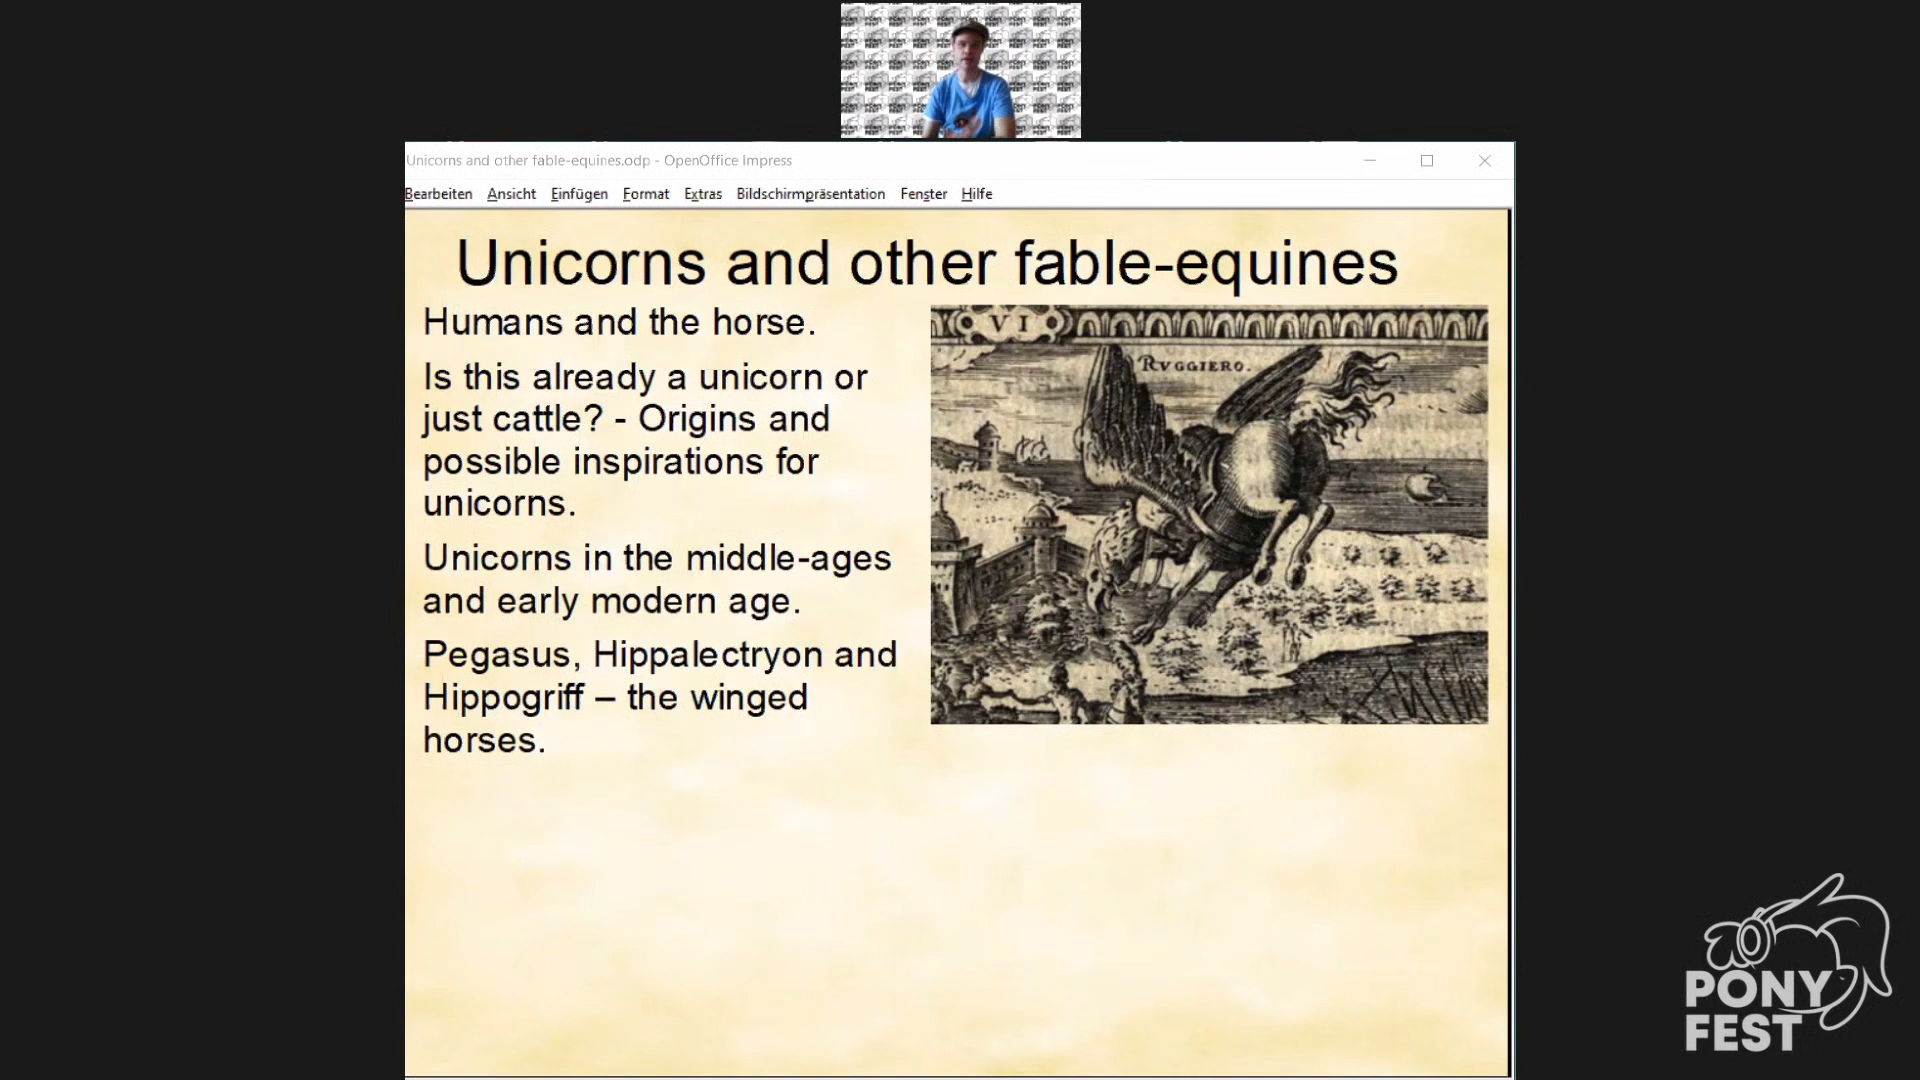 Unicorns and other fable-equines.odp - OpenOffice Impress
Bearbeiten Ansicht Einfügen Format Extras Bildschirmpräsentation Fenster Hilfe
Unicorns and other fable-equines
Humans and the horse.
Is this already a unicorn or
just cattle? - Origins and
possible inspirations for
unicorns.
Unicorns in the middle-ages
and early modern age.
Pegasus, Hippalectryon and
Hippogriff – the winged
horses.
VI
RVGGIERO.
PONY
FEST